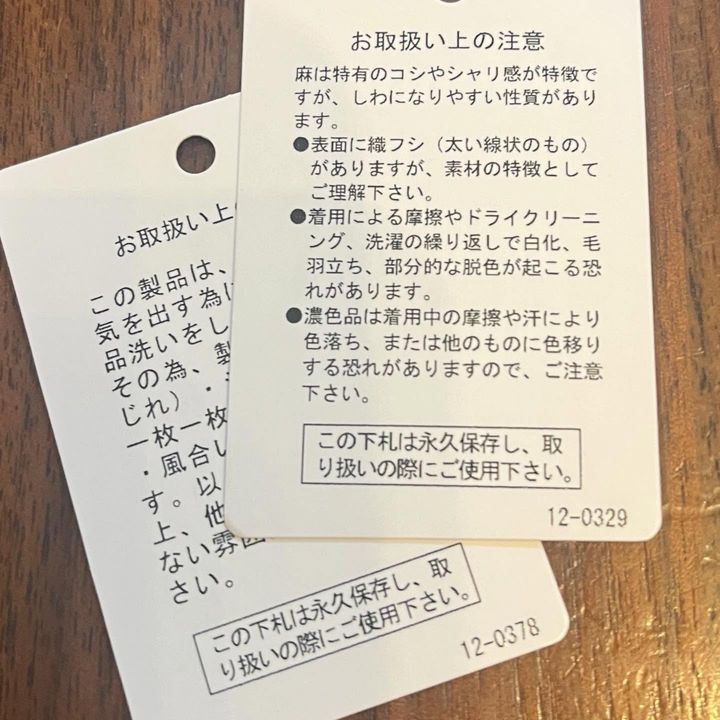 お取扱い上の注意
麻は特有のコシやシャリ感が特徴で
すが、しわになりやすい性質があり
ます。
●表面に織フシ（太い線状のもの）
がありますが、素材の特徴として
ご理解下さい。
●着用による摩擦やドライクリーニ
ング、洗濯の繰り返しで白化、毛
羽立ち、部分的な脱色が起こる恐
れがあります。
●濃色品は着用中の摩擦や汗により
色落ち、または他のものに色移り
する恐れがありますので、ご注意
下さい。
この下札は永久保存し、取
り扱いの際にご使用下さい。
12-0329
お取扱い上
この製品は、
気を出す為に
品洗いをし
その為、製
じれ）・
一枚一枚
・風合い
す。以
上、他
ない雰囲
さい。
この下札は永久保存し、取
り扱いの際にご使用下さい。
12-0378